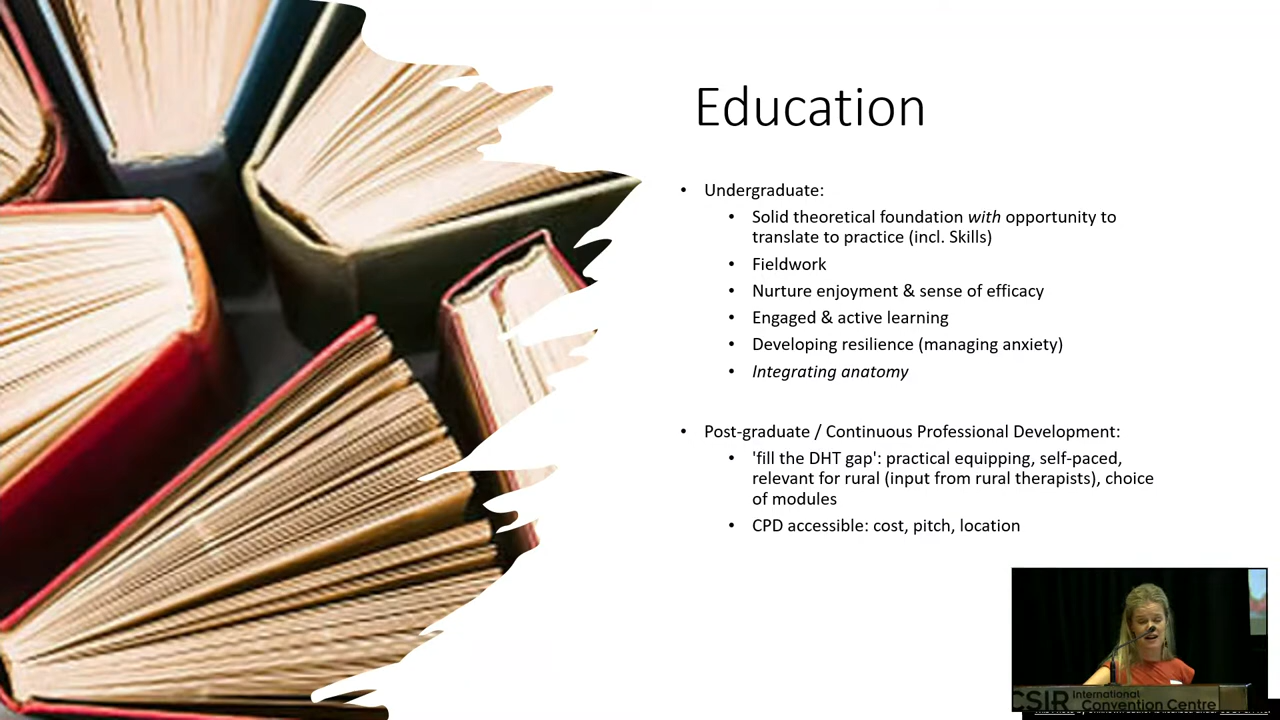 Education
• Undergraduate:
• Solid theoretical foundation with opportunity to
translate to practice (incl. Skills)
• Fieldwork
• Nurture enjoyment & sense of efficacy
• Engaged & active learning
• Developing resilience (managing anxiety)
• Integrating anatomy
• Post-graduate / Continuous Professional Development:
• 'fill the DHT gap': practical equipping, self-paced,
relevant for rural (input from rural therapists), choice
of modules
• CPD accessible: cost, pitch, location
CSIR International
Convention Centre